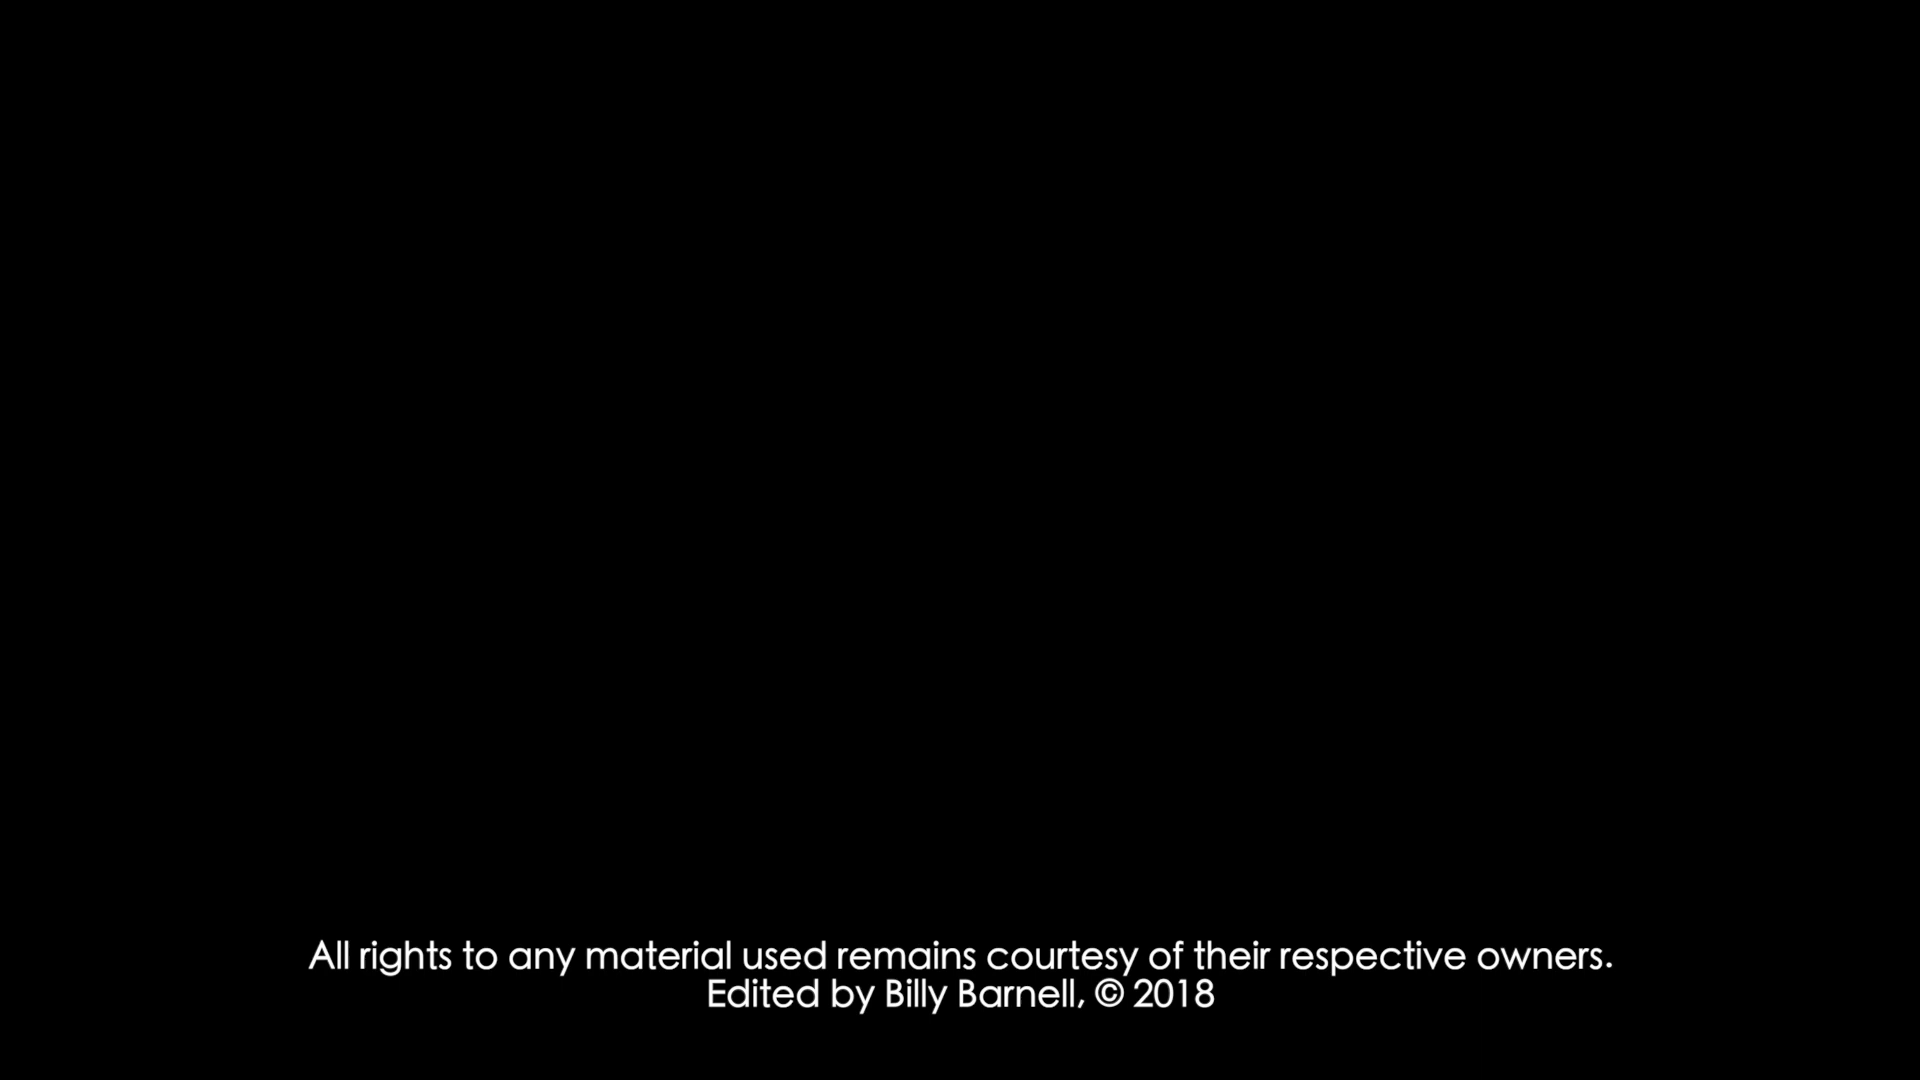 All rights to any material used remains courtesy of their respective owners.
Edited by Billy Barnell, © 2018